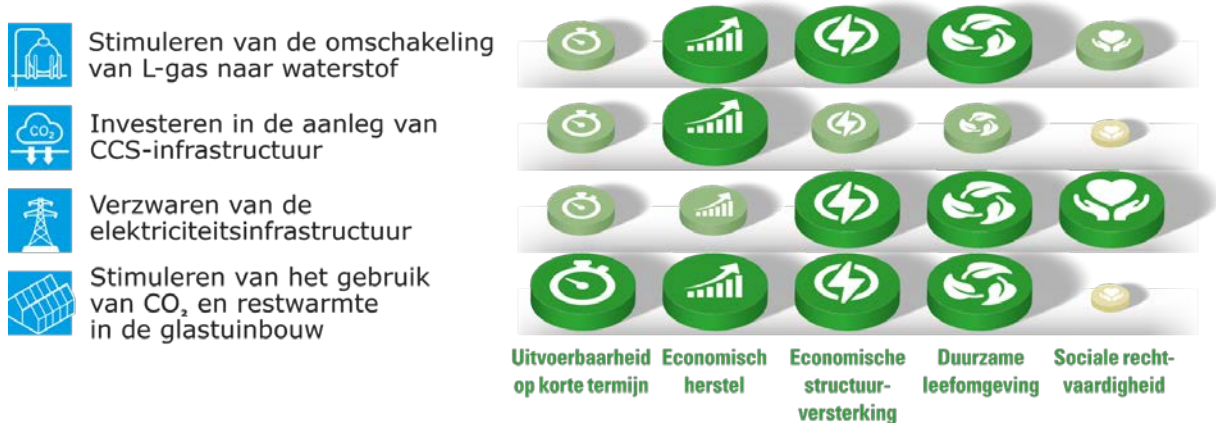 Stimuleren van de omschakeling
van L-gas naar waterstof
CO₂
Investeren in de aanleg van
CCS-infrastructuur
Verzwaren van de
elektriciteitsinfrastructuur
Stimuleren van het gebruik
van CO₂ en restwarmte
in de glastuinbouw
Uitvoerbaarheid
op korte termijn
Economisch
herstel
Economische
structuur-
versterking
Duurzame
leefomgeving
Sociale recht-
vaardigheid